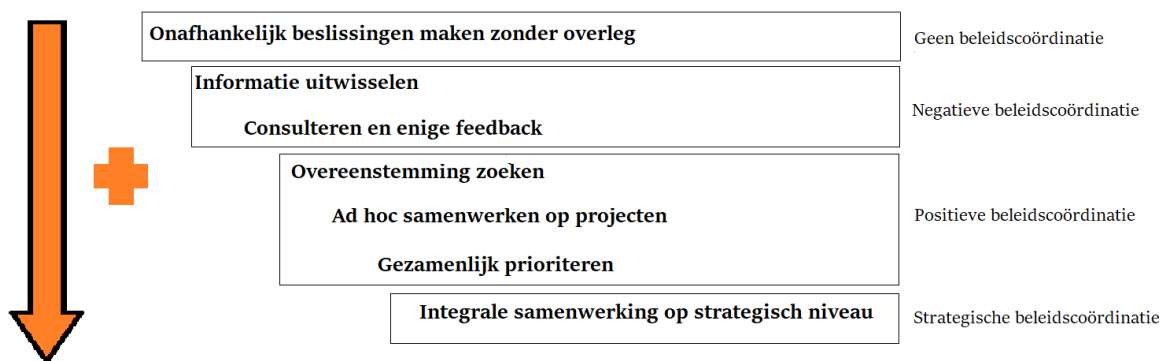 Onafhankelijk beslissingen maken zonder overleg
Geen beleidscoördinatie
Informatie uitwisselen
Consulteren en enige feedback
Negatieve beleidscoördinatie
Overeenstemming zoeken
Ad hoc samenwerken op projecten
Gezamenlijk prioriteren
Positieve beleidscoördinatie
Integrale samenwerking op strategisch niveau
Strategische beleidscoördinatie